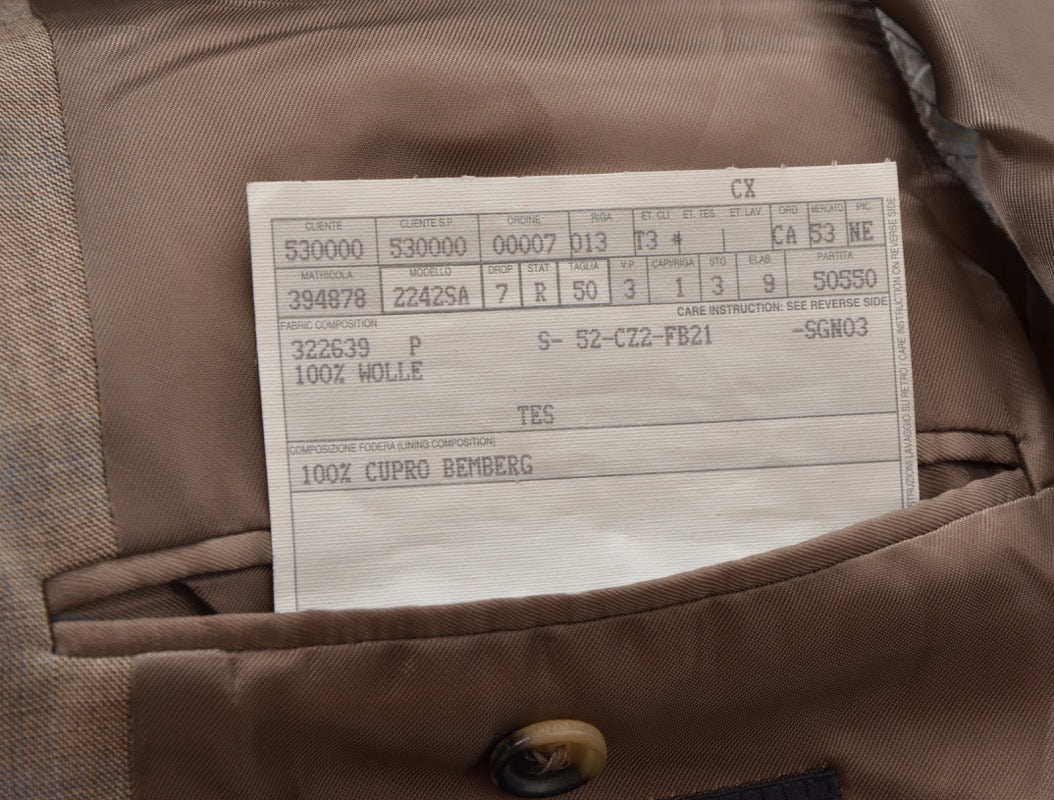 CX
CLIENTE CLIENTE S.P. ORDINE RIGA ET. CLI ET. TES. ET. LAV. ORD MERCATO PIC.
530000 530000 00007 013 T3 # CA 53 NE
MATRICOLA MODELLO DROP STAT TAGLIA V.P CAPI/RIGA STG ELAB. PARTITA
394878 2242SA 7 R 50 3 1 3 9 50550
CARE INSTRUCTION: SEE REVERSE SIDE
FABRIC COMPOSITION
322639 P S- 52-CZ2-FB21 -SGN03
100% WOLLE
TES
COMPOSIZIONE FODERA (LINING COMPOSITION)
100% CUPRO BEMBERG
LAVAGGIO SU RETRO / CARE INSTRUCTION ON REVERSE SIDE